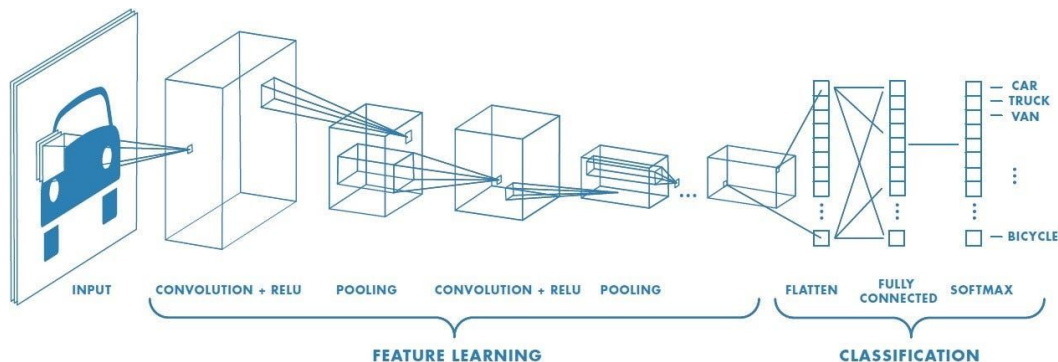 CAR
TRUCK
VAN
BICYCLE
INPUT
CONVOLUTION + RELU
POOLING
CONVOLUTION + RELU
POOLING
FLATTEN
FULLY
CONNECTED
SOFTMAX
FEATURE LEARNING
CLASSIFICATION